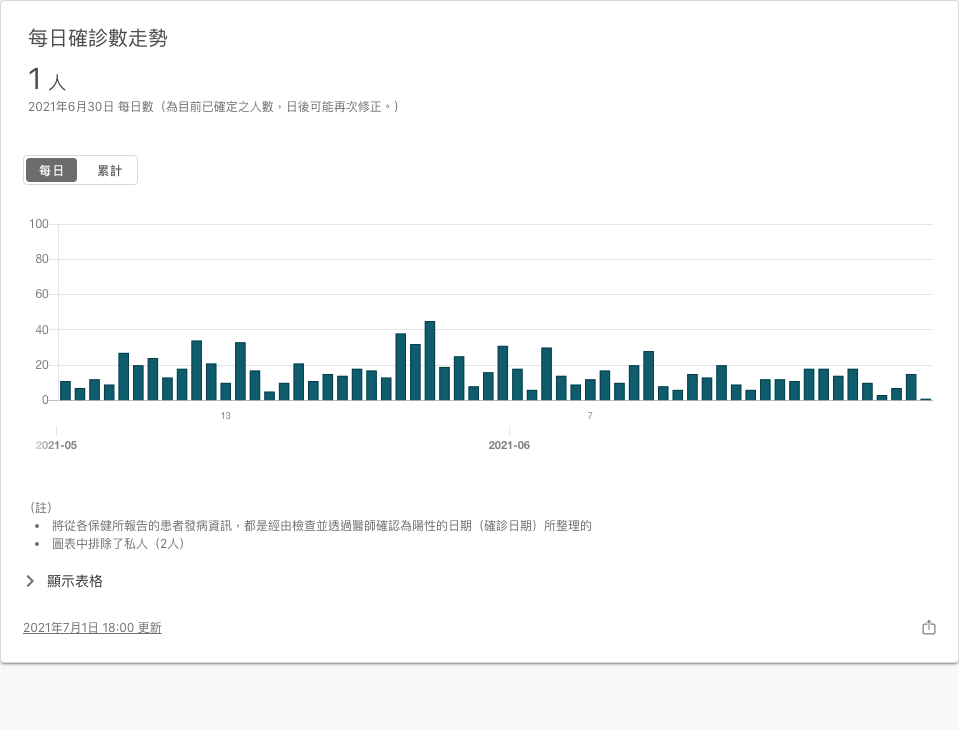 每日確診數走勢
1 人
2021年6月30日 每日數（為目前已確定之人數，日後可能再次修正。）
每日 累計
100
80
60
40
20
0
13 7
2021-05 2021-06
（註）
• 將從各保健所報告的患者發病資訊，都是經由檢查並透過醫師確認為陽性的日期（確診日期）所整理的
• 圖表中排除了私人（2人）
顯示表格
2021年7月1日 18:00 更新